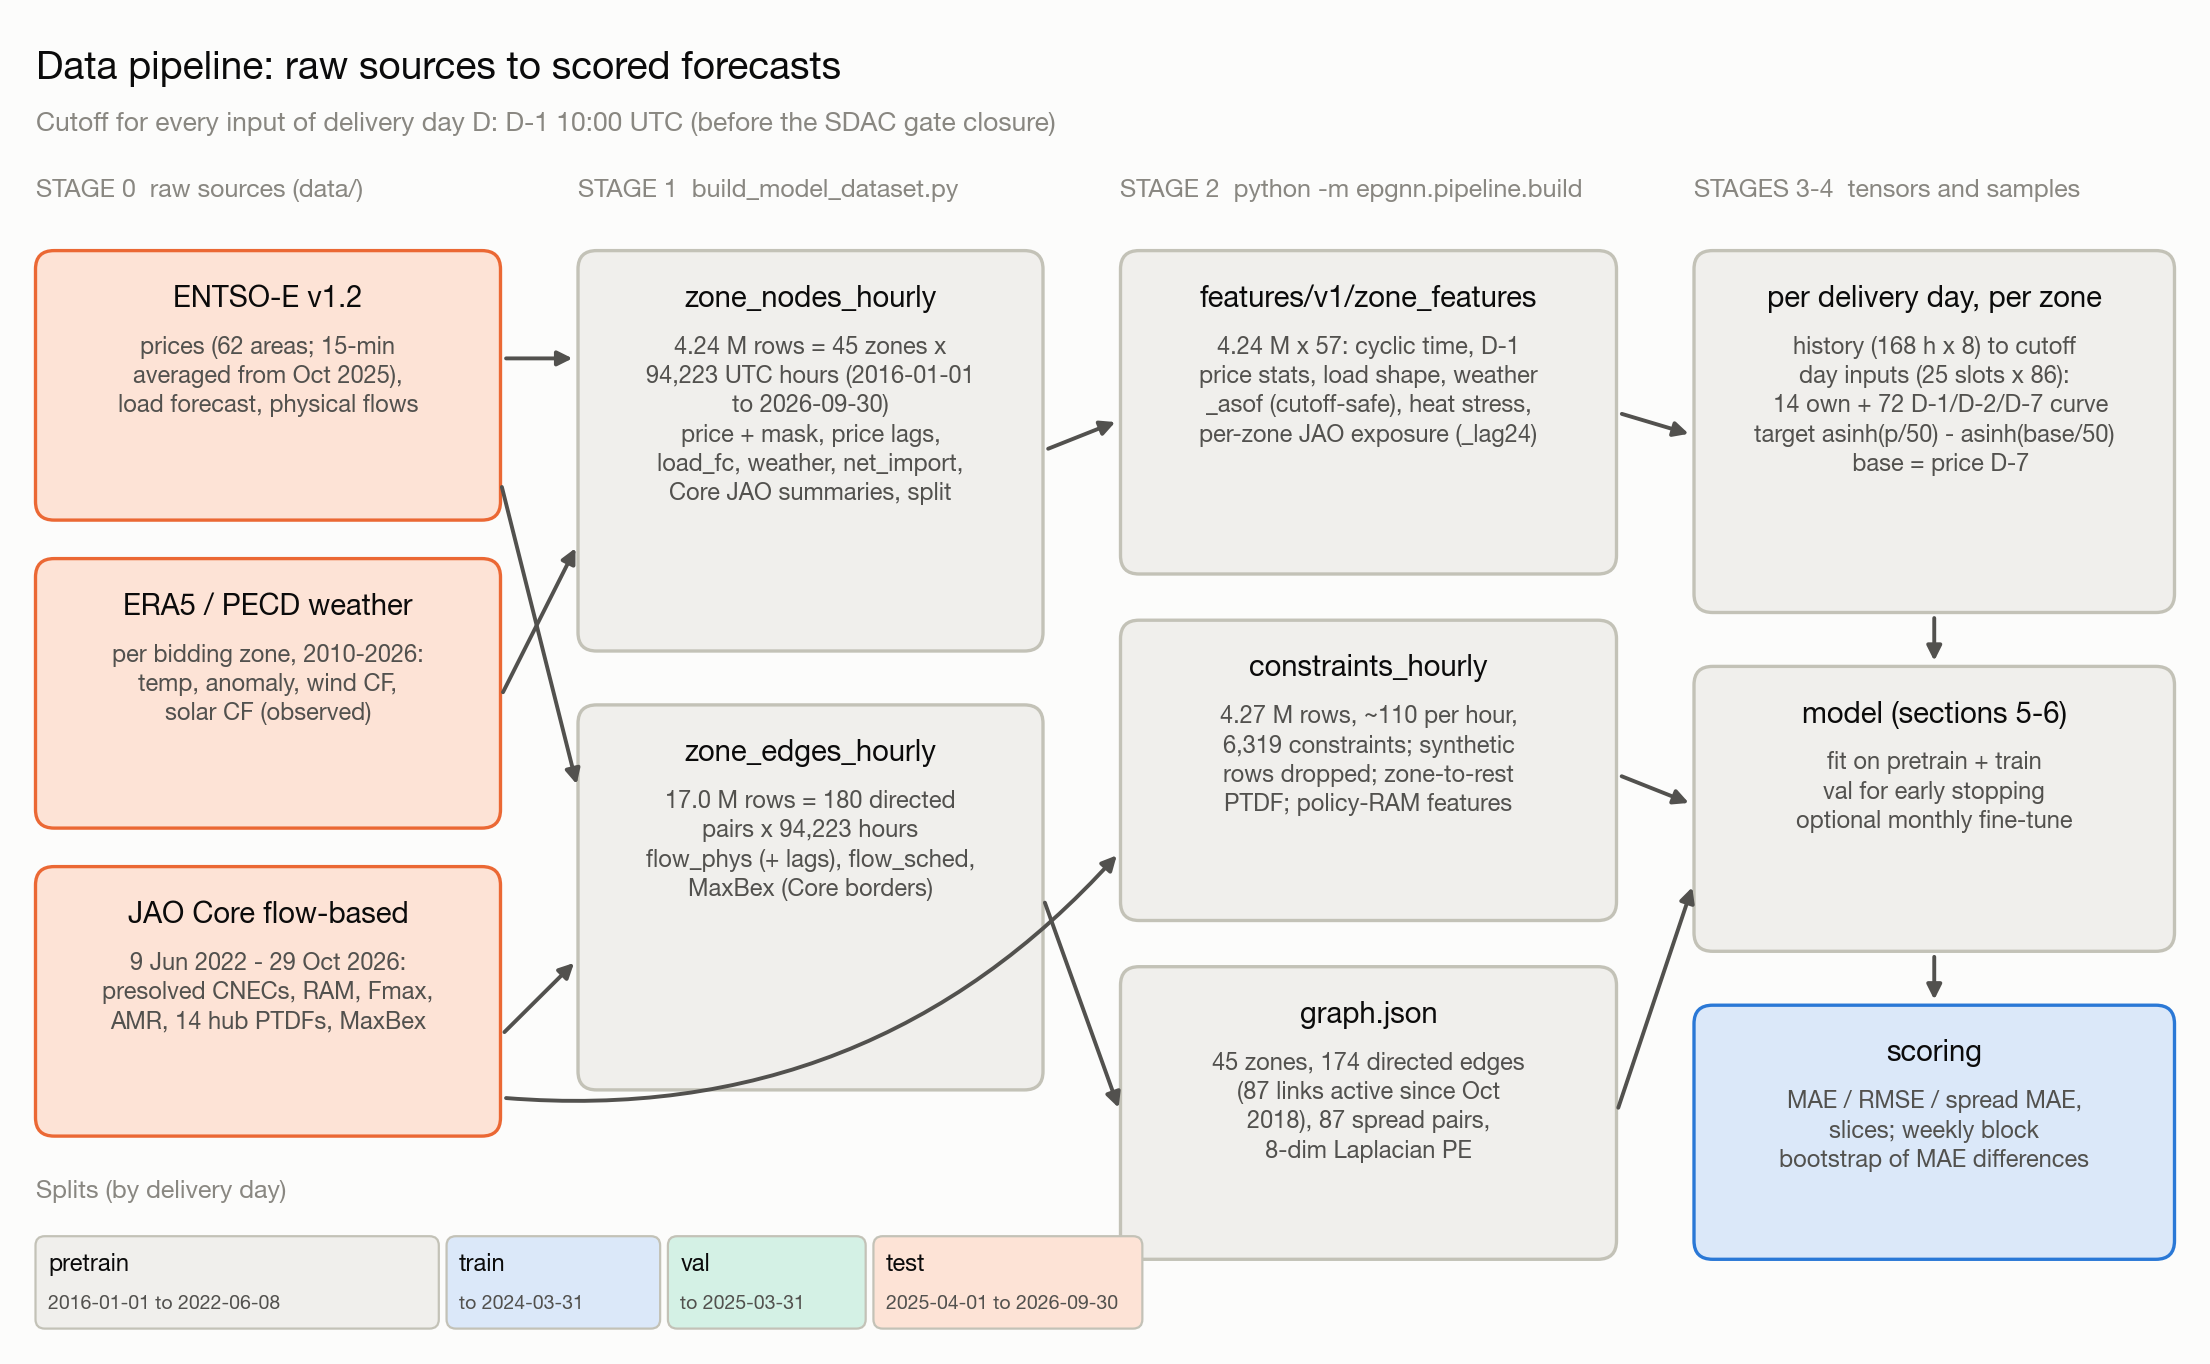 Data pipeline: raw sources to scored forecasts
Cutoff for every input of delivery day D: D-1 10:00 UTC (before the SDAC gate closure)
STAGE 0  raw sources (data/)
ENTSO-E v1.2
prices (62 areas; 15-min
averaged from Oct 2025),
load forecast, physical flows
ERA5 / PECD weather
per bidding zone, 2010-2026:
temp, anomaly, wind CF,
solar CF (observed)
JAO Core flow-based
9 Jun 2022 - 29 Oct 2026:
presolved CNECs, RAM, Fmax,
AMR, 14 hub PTDFs, MaxBex
STAGE 1  build_model_dataset.py
zone_nodes_hourly
4.24 M rows = 45 zones x
94,223 UTC hours (2016-01-01
to 2026-09-30)
price + mask, price lags,
load_fc, weather, net_import,
Core JAO summaries, split
zone_edges_hourly
17.0 M rows = 180 directed
pairs x 94,223 hours
flow_phys (+ lags), flow_sched,
MaxBex (Core borders)
STAGE 2  python -m epgnn.pipeline.build
features/v1/zone_features
4.24 M x 57: cyclic time, D-1
price stats, load shape, weather
_asof (cutoff-safe), heat stress,
per-zone JAO exposure (_lag24)
constraints_hourly
4.27 M rows, ~110 per hour,
6,319 constraints; synthetic
rows dropped; zone-to-rest
PTDF; policy-RAM features
graph.json
45 zones, 174 directed edges
(87 links active since Oct
2018), 87 spread pairs,
8-dim Laplacian PE
STAGES 3-4  tensors and samples
per delivery day, per zone
history (168 h x 8) to cutoff
day inputs (25 slots x 86):
14 own + 72 D-1/D-2/D-7 curve
target asinh(p/50) - asinh(base/50)
base = price D-7
model (sections 5-6)
fit on pretrain + train
val for early stopping
optional monthly fine-tune
scoring
MAE / RMSE / spread MAE,
slices; weekly block
bootstrap of MAE differences
Splits (by delivery day)
pretrain
2016-01-01 to 2022-06-08
train
to 2024-03-31
val
to 2025-03-31
test
2025-04-01 to 2026-09-30